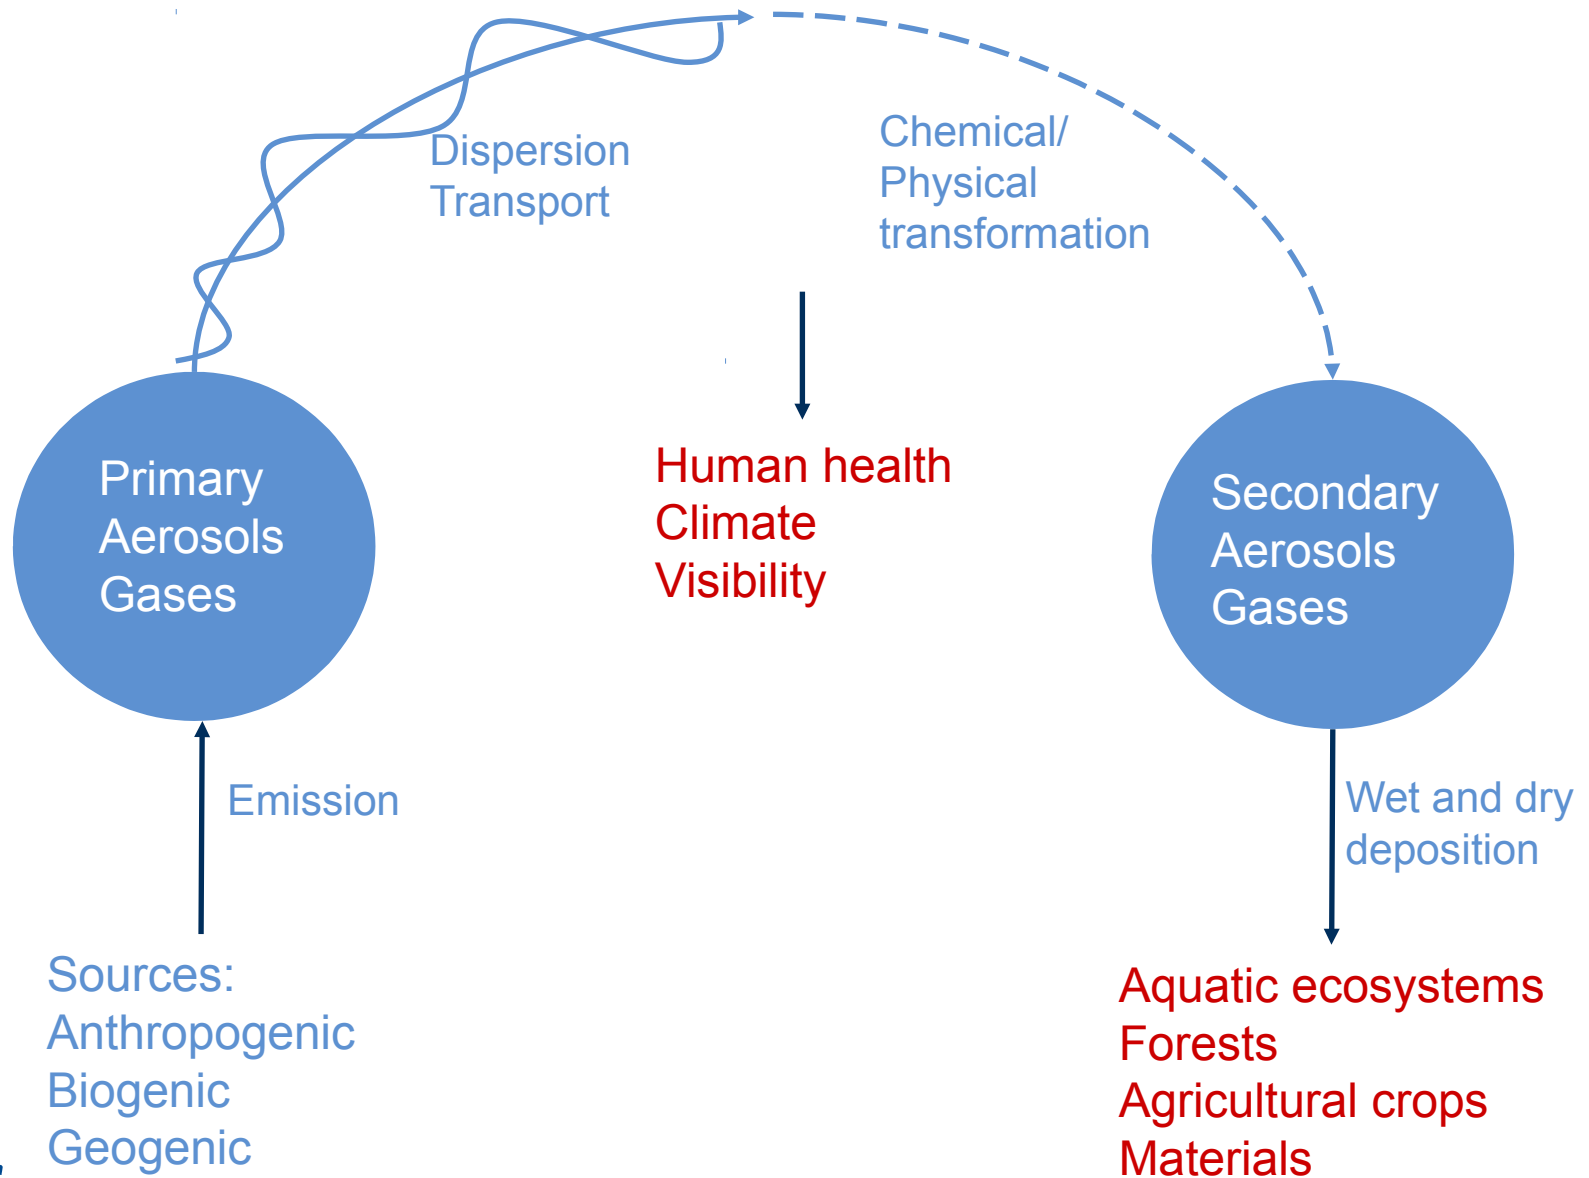 Dispersion
Transport
Chemical/
Physical
transformation
Primary
Aerosols
Gases
Human health
Climate
Visibility
Secondary
Aerosols
Gases
Emission
Wet and dry
deposition
Sources:
Anthropogenic
Biogenic
Geogenic
Aquatic ecosystems
Forests
Agricultural crops
Materials